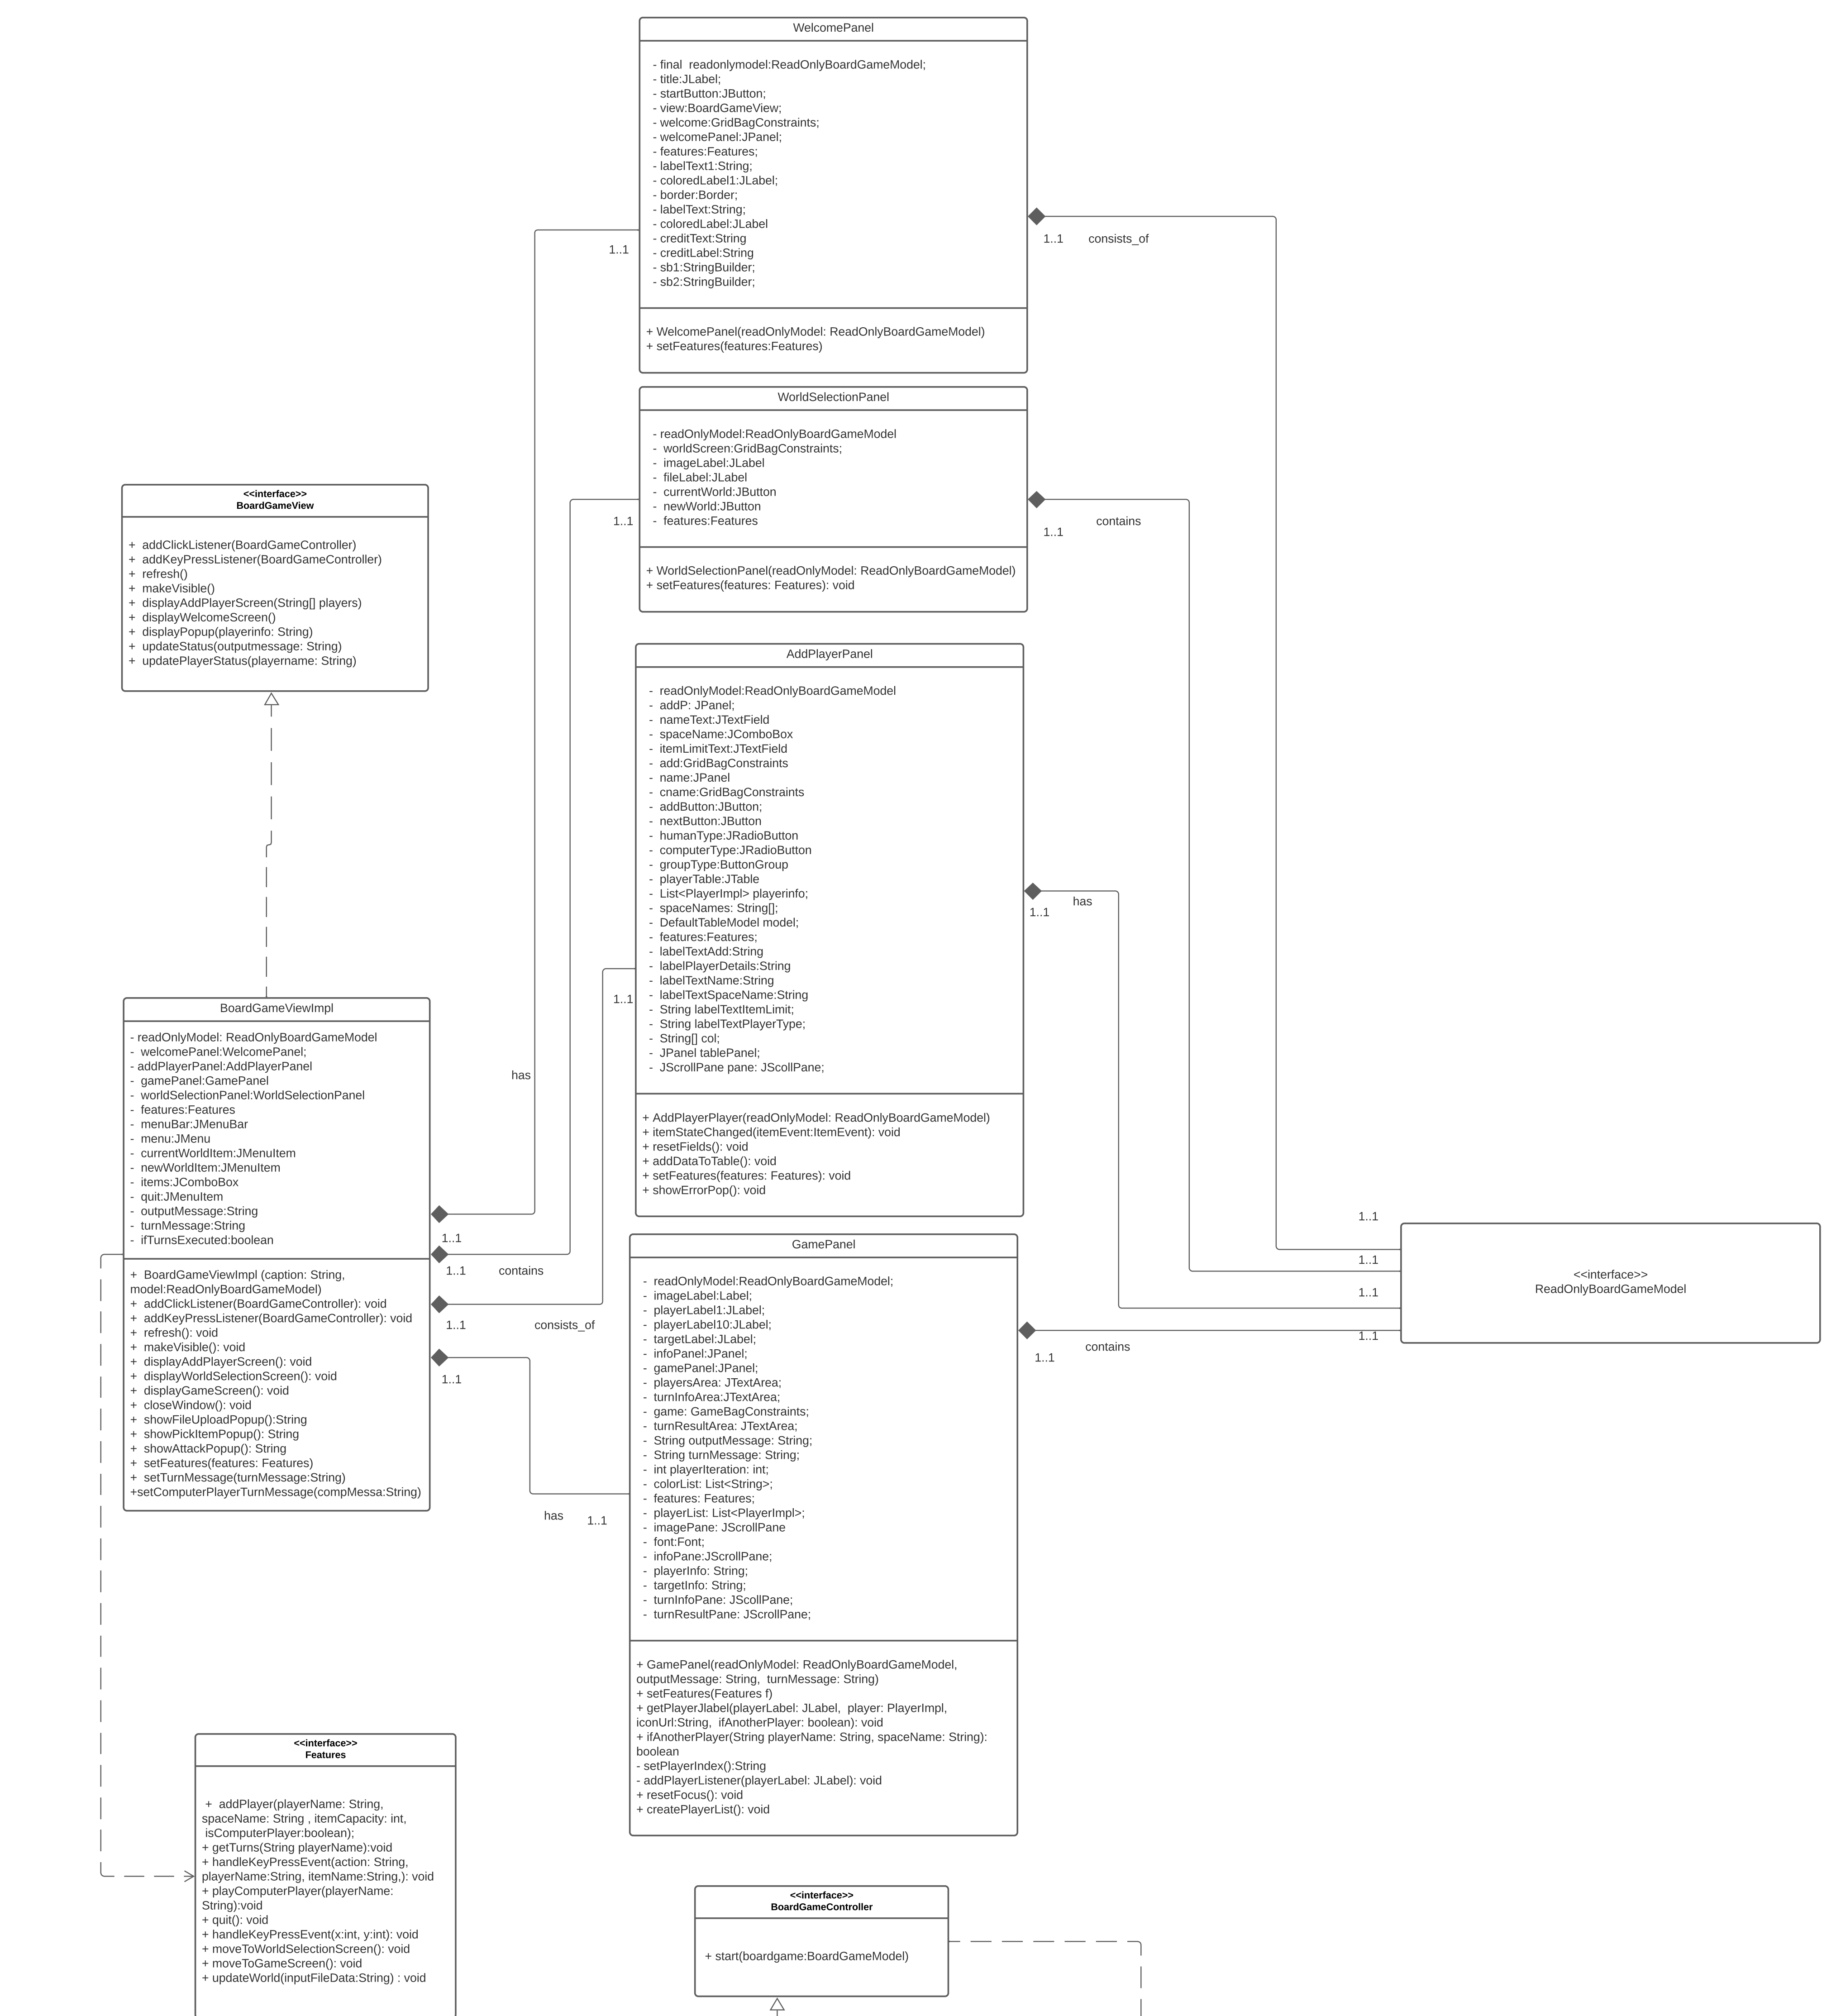 WelcomePanel
- final  readonlymodel:ReadOnlyBoardGameModel;
- title:JLabel;
- startButton:JButton;
- view:BoardGameView;
- welcome:GridBagConstraints;
- welcomePanel:JPanel;
- features:Features;
- labelText1:String;
- coloredLabel1:JLabel;
- border:Border;
- labelText:String;
- coloredLabel:JLabel
- creditText:String
- creditLabel:String
- sb1:StringBuilder;
- sb2:StringBuilder;
+ WelcomePanel(readOnlyModel: ReadOnlyBoardGameModel)
+ setFeatures(features:Features)
1..1
1..1
consists_of
WorldSelectionPanel
- readOnlyModel:ReadOnlyBoardGameModel
-  worldScreen:GridBagConstraints;
-  imageLabel:JLabel
-  fileLabel:JLabel
-  currentWorld:JButton
-  newWorld:JButton
-  features:Features
+ WorldSelectionPanel(readOnlyModel: ReadOnlyBoardGameModel)
+ setFeatures(features: Features): void
1..1
1..1
contains
<<interface>>
BoardGameView
+  addClickListener(BoardGameController)
+  addKeyPressListener(BoardGameController)
+  refresh()
+  makeVisible()
+  displayAddPlayerScreen(String[] players)
+  displayWelcomeScreen()
+  displayPopup(playerinfo: String)
+  updateStatus(outputmessage: String)
+  updatePlayerStatus(playername: String)
AddPlayerPanel
-  readOnlyModel:ReadOnlyBoardGameModel
-  addP: JPanel;
-  nameText:JTextField
-  spaceName:JComboBox
-  itemLimitText:JTextField
-  add:GridBagConstraints
-  name:JPanel
-  cname:GridBagConstraints
-  addButton:JButton;
-  nextButton:JButton
-  humanType:JRadioButton
-  computerType:JRadioButton
-  groupType:ButtonGroup
-  playerTable:JTable
-  List<PlayerImpl> playerinfo;
-  spaceNames: String[];
-  DefaultTableModel model;
-  features:Features;
-  labelTextAdd:String
-  labelPlayerDetails:String
-  labelTextName:String
-  labelTextSpaceName:String
-  String labelTextItemLimit;
-  String labelTextPlayerType;
-  String[] col;
-  JPanel tablePanel;
-  JScrollPane pane: JScollPane;
+ AddPlayerPlayer(readOnlyModel: ReadOnlyBoardGameModel)
+ itemStateChanged(itemEvent:ItemEvent): void
+ resetFields(): void
+ addDataToTable(): void
+ setFeatures(features: Features): void
+ showErrorPop(): void
has
1..1
1..1
BoardGameViewImpl
- readOnlyModel: ReadOnlyBoardGameModel
-  welcomePanel:WelcomePanel;
- addPlayerPanel:AddPlayerPanel
-  gamePanel:GamePanel
-  worldSelectionPanel:WorldSelectionPanel
-  features:Features
-  menuBar:JMenuBar
-  menu:JMenu
-  currentWorldItem:JMenuItem
-  newWorldItem:JMenuItem
-  items:JComboBox
-  quit:JMenuItem
-  outputMessage:String
-  turnMessage:String
-  ifTurnsExecuted:boolean
+  BoardGameViewImpl (caption: String,
model:ReadOnlyBoardGameModel)
+  addClickListener(BoardGameController): void
+  addKeyPressListener(BoardGameController): void
+  refresh(): void
+  makeVisible(): void
+  displayAddPlayerScreen(): void
+  displayWorldSelectionScreen(): void
+  displayGameScreen(): void
+  closeWindow(): void
+  showFileUploadPopup():String
+  showPickItemPopup(): String
+  showAttackPopup(): String
+  setFeatures(features: Features)
+  setTurnMessage(turnMessage:String)
+setComputerPlayerTurnMessage(compMessa:String)
has
1..1
1..1
contains
1..1
consists_of
1..1
has
1..1
GamePanel
-  readOnlyModel:ReadOnlyBoardGameModel;
-  imageLabel:Label;
-  playerLabel1:JLabel;
-  playerLabel10:JLabel;
-  targetLabel:JLabel;
-  infoPanel:JPanel;
-  gamePanel:JPanel;
-  playersArea: JTextArea;
-  turnInfoArea:JTextArea;
-  game: GameBagConstraints;
-  turnResultArea: JTextArea;
-  String outputMessage: String;
-  String turnMessage: String;
-  int playerIteration: int;
-  colorList: List<String>;
-  features: Features;
-  playerList: List<PlayerImpl>;
-  imagePane: JScrollPane
-  font:Font;
-  infoPane:JScrollPane;
-  playerInfo: String;
-  targetInfo: String;
-  turnInfoPane: JScollPane;
-  turnResultPane: JScrollPane;
+ GamePanel(readOnlyModel: ReadOnlyBoardGameModel,
outputMessage: String,  turnMessage: String)
+ setFeatures(Features f)
+ getPlayerJlabel(playerLabel: JLabel,  player: PlayerImpl,
iconUrl:String,  ifAnotherPlayer: boolean): void
+ ifAnotherPlayer(String playerName: String, spaceName: String):
boolean
- setPlayerIndex():String
- addPlayerListener(playerLabel: JLabel): void
+ resetFocus(): void
+ createPlayerList(): void
1..1
contains
1..1
1..1
1..1
1..1
<<interface>>
ReadOnlyBoardGameModel
<<interface>>
Features
+  addPlayer(playerName: String,
spaceName: String , itemCapacity: int,
isComputerPlayer:boolean);
+ getTurns(String playerName):void
+ handleKeyPressEvent(action: String,
playerName:String, itemName:String,): void
+ playComputerPlayer(playerName:
String):void
+ quit(): void
+ handleKeyPressEvent(x:int, y:int): void
+ moveToWorldSelectionScreen(): void
+ moveToGameScreen(): void
+ updateWorld(inputFileData:String) : void
<<interface>>
BoardGameController
+ start(boardgame:BoardGameModel)